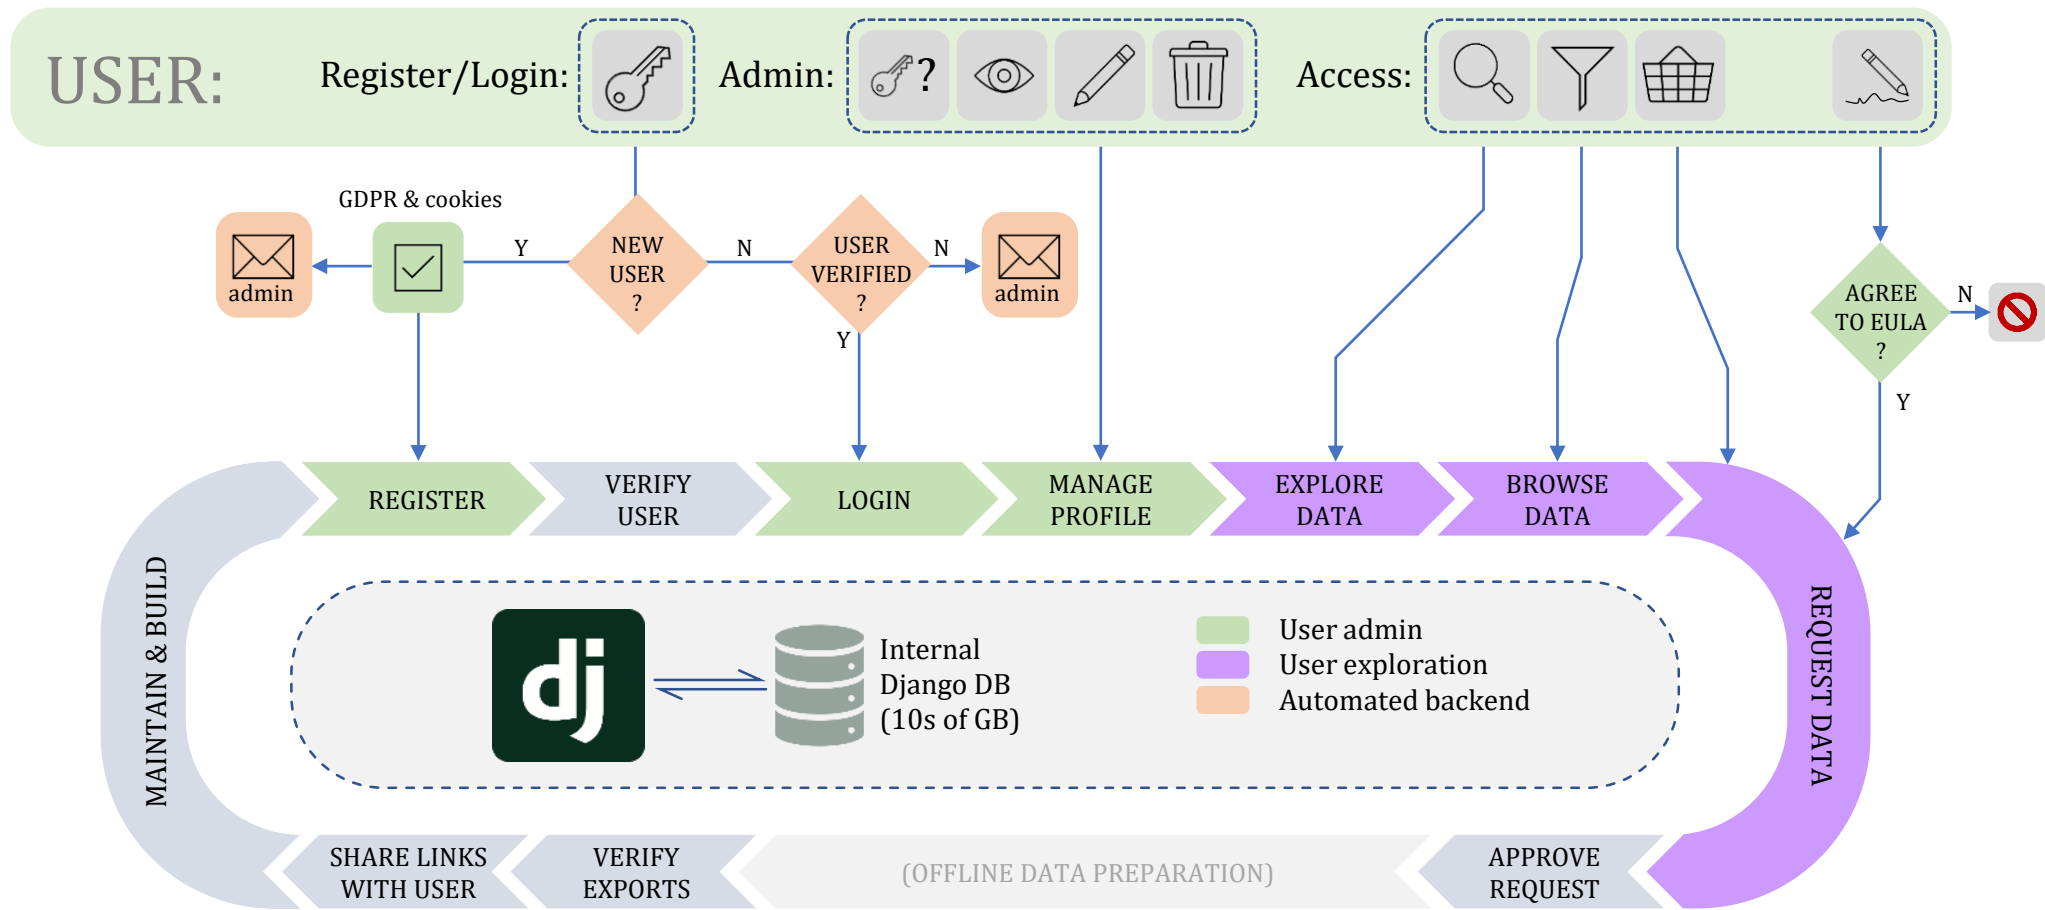 USER:
Register/Login:
Admin:
?
Access:
GDPR & cookies
admin
Y
NEW
USER
?
N
USER
VERIFIED
?
N
admin
Y
AGREE
TO EULA
?
N
Y
REGISTER
VERIFY
USER
LOGIN
MANAGE
PROFILE
EXPLORE
DATA
BROWSE
DATA
REQUEST DATA
MAINTAIN & BUILD
dj
Internal
Django DB
(10s of GB)
User admin
User exploration
Automated backend
SHARE LINKS
WITH USER
VERIFY
EXPORTS
(OFFLINE DATA PREPARATION)
APPROVE
REQUEST